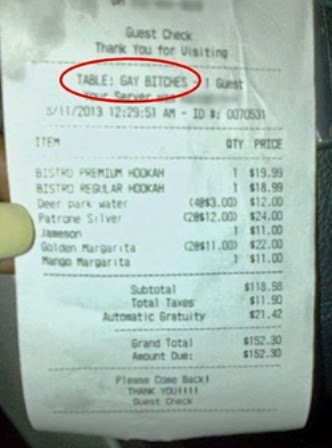 Guest Check
Thank You for Visiting
TABLE: GAY BITCHES - 1 Guest
Your Server was
3/11/2013 12:29:51 AM - ID #: 0070531
ITEM QTY PRICE
BISTRO PREMIUM HOOKAH 1 $19.99
BISTRO REGULAR HOOKAH 1 $18.99
Deer park water (4@$3.00) 1 $12.00
Patrone Silver (2@$12.00) 1 $24.00
Jameson 1 $11.00
Golden Margarita (2@$11.00) 1 $22.00
Mango Margarita 1 $11.00
Subtotal $118.98
Total Taxes $11.90
Automatic Gratuity $21.42
Grand Total $152.30
Amount Due: $152.30
Please Come Back!
THANK YOU!!!!
Guest Check